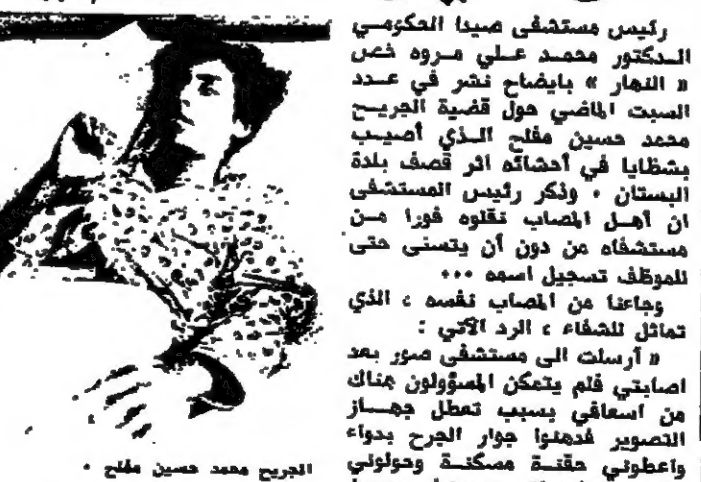 رئيس مستشفى صيدا الحكومي
الدكتور محمد علي مروه خص
« النهار » بايضاح نشر في عدد
السبت الماضي حول قضية الجريح
محمد حسين مفلح الذي أصيب
بشظايا في أحشائه اثر قصف بلدة
البستان ، وذكر رئيس المستشفى
ان أهل المصاب نقلوه فورا من
مستشفاه من دون أن يتسنى حتى
للموظف تسجيل اسمه ...
وجاءنا من المصاب نفسه ، الذي
تماثل للشفاء ، الرد الآتي :
« أرسلت الى مستشفى صور بعد
اصابتي فلم يتمكن المسؤولون هناك
من اسعافي بسبب تعطل جهاز
التصوير فدهنوا جوار الجرح بدواء
وأعطوني حقنة مسكنة وحولوني
الجريح محمد حسين مفلح .